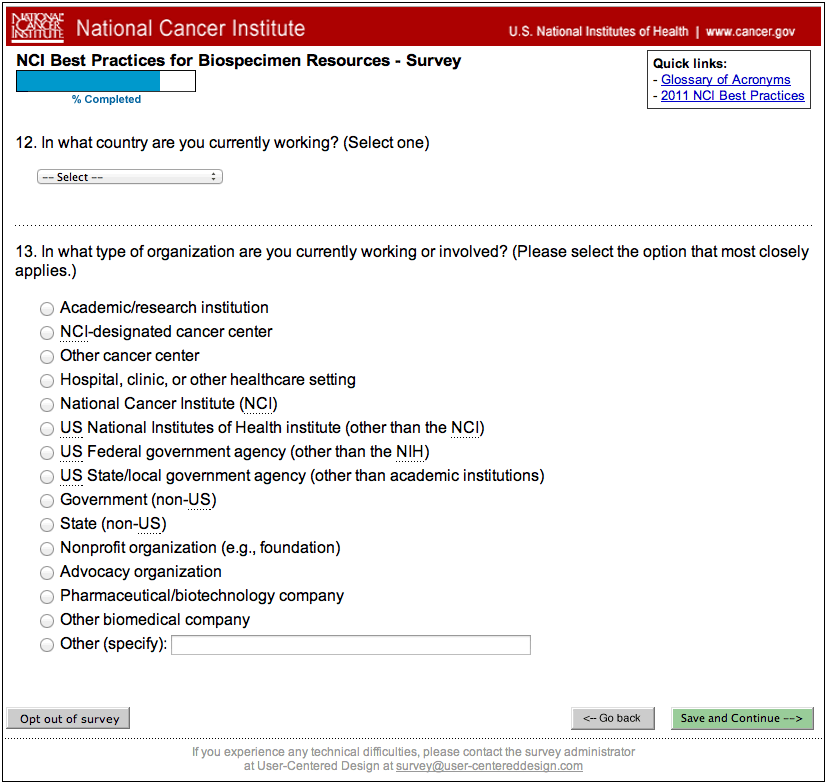 NATIONAL
CANCER
INSTITUTE
National Cancer Institute
U.S. National Institutes of Health | www.cancer.gov
NCI Best Practices for Biospecimen Resources - Survey
% Completed
Quick links:
- Glossary of Acronyms
- 2011 NCI Best Practices
12. In what country are you currently working? (Select one)
-- Select --
13. In what type of organization are you currently working or involved? (Please select the option that most closely
applies.)
Academic/research institution
NCI-designated cancer center
Other cancer center
Hospital, clinic, or other healthcare setting
National Cancer Institute (NCI)
US National Institutes of Health institute (other than the NCI)
US Federal government agency (other than the NIH)
US State/local government agency (other than academic institutions)
Government (non-US)
State (non-US)
Nonprofit organization (e.g., foundation)
Advocacy organization
Pharmaceutical/biotechnology company
Other biomedical company
Other (specify):
Opt out of survey
<-- Go back
Save and Continue -->
If you experience any technical difficulties, please contact the survey administrator
at User-Centered Design at survey@user-centereddesign.com